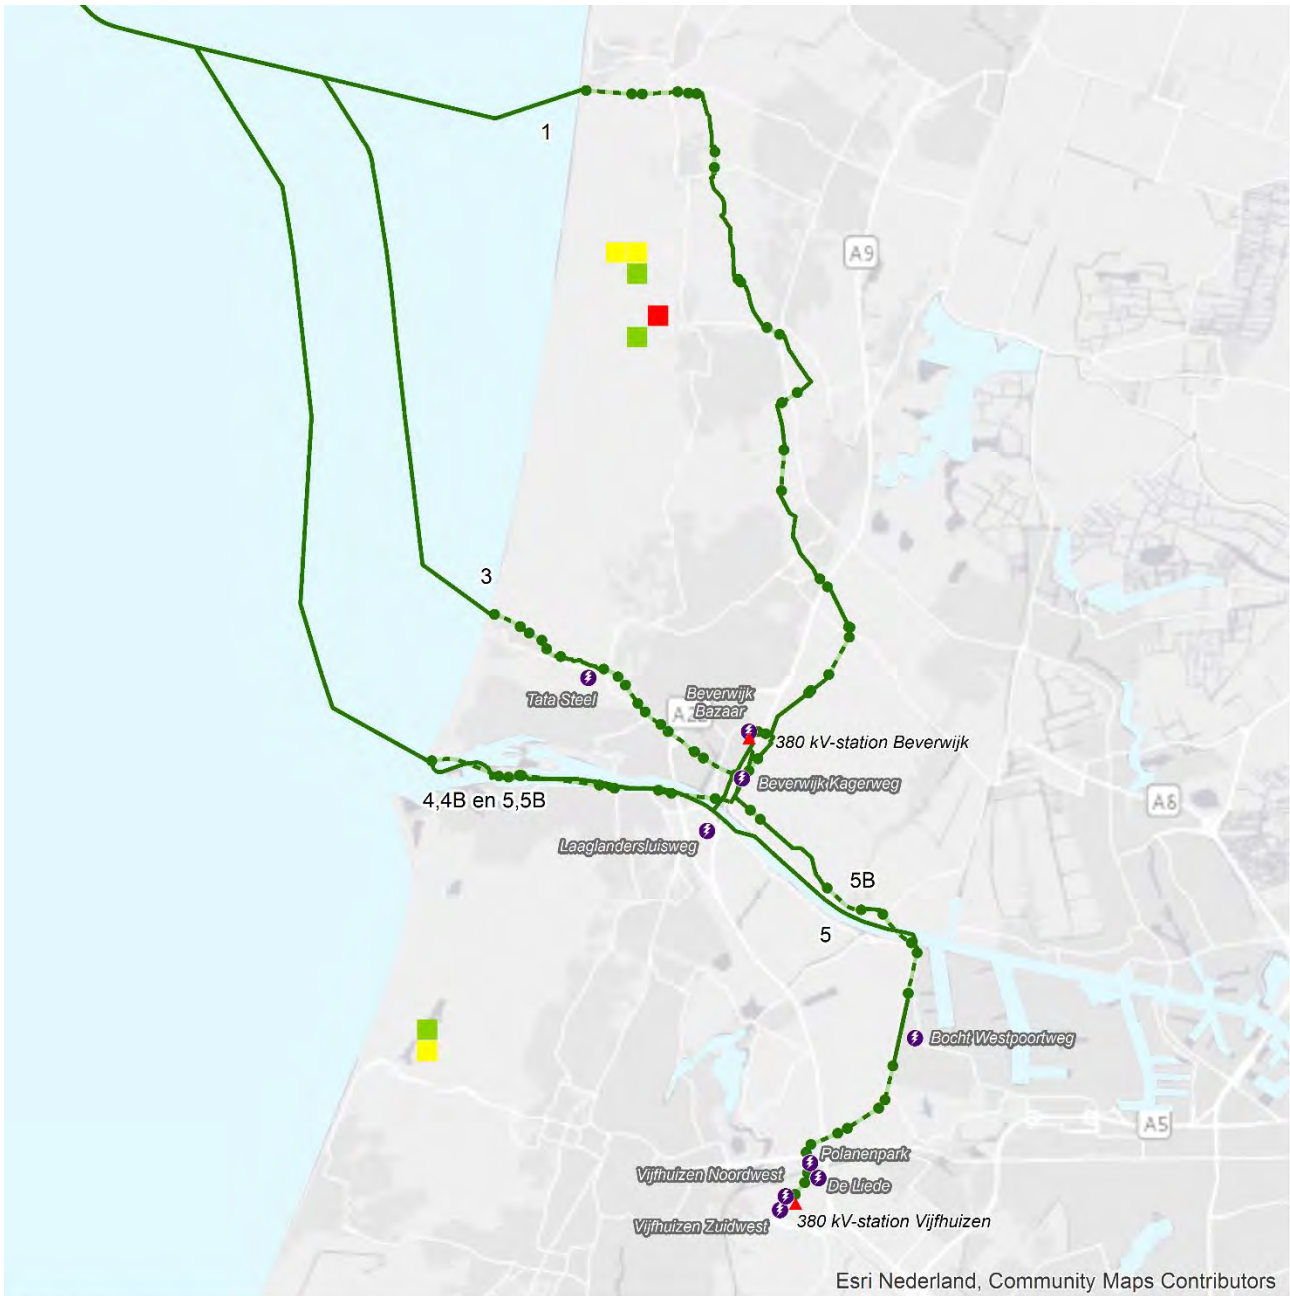 1
A9
3
Tata Steel
Beverwijk
Bazaar
A22
380 kV-station Beverwijk
Beverwijk Kagerweg
4,4B en 5,5B
A8
Laaglandersluisweg
5B
5
Bocht Westpoortweg
A5
Polanenpark
Vijfhuizen Noordwest
De Liede
Vijfhuizen Zuidwest
380 kV-station Vijfhuizen
Esri Nederland, Community Maps Contributors